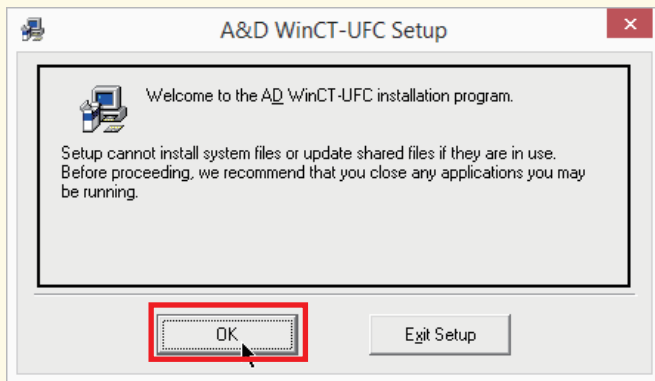 A&D WinCT-UFC Setup
Welcome to the AD WinCT-UFC installation program.
Setup cannot install system files or update shared files if they are in use.
Before proceeding, we recommend that you close any applications you may
be running.
OK
Exit Setup